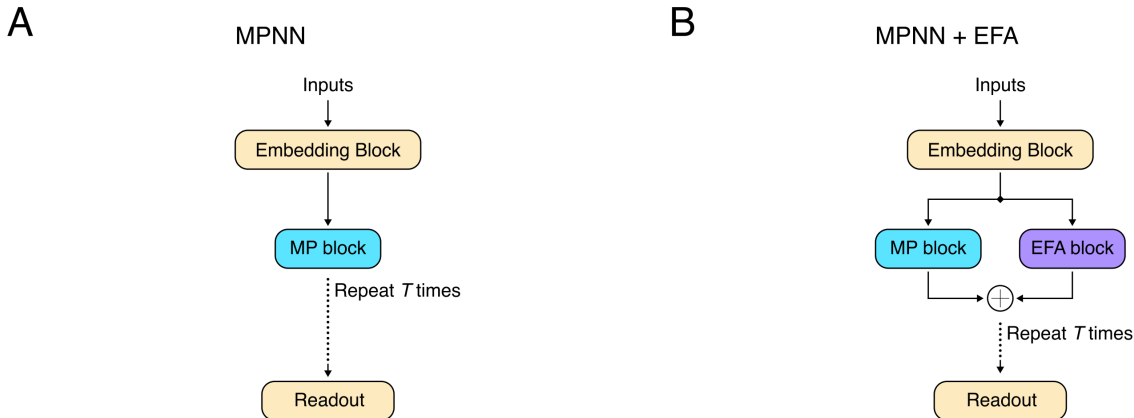 A
MPNN
Inputs
Embedding Block
MP block
Repeat T times
Readout
B
MPNN + EFA
Inputs
Embedding Block
MP block
EFA block
Repeat T times
Readout